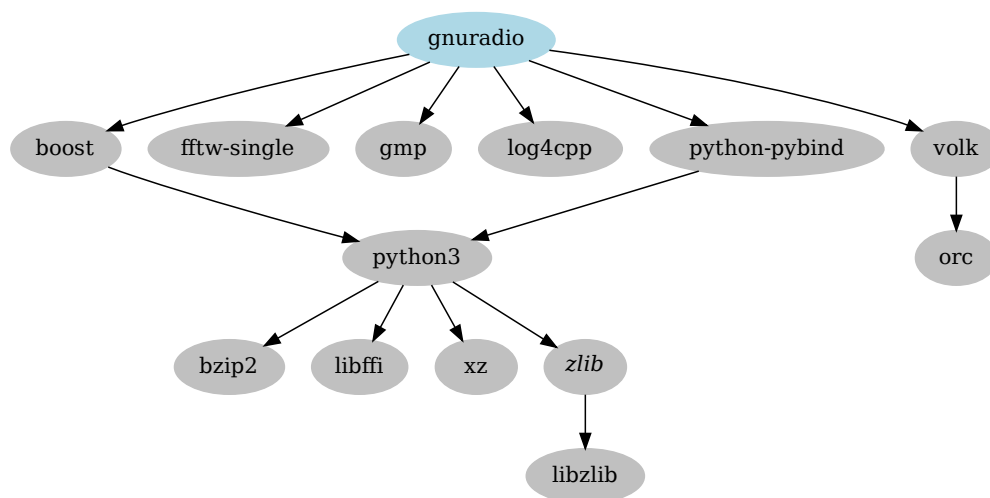 gnuradio
boost
fftw-single
gmp
log4cpp
python-pybind
volk
python3
orc
bzip2
libffi
xz
zlib
libzlib